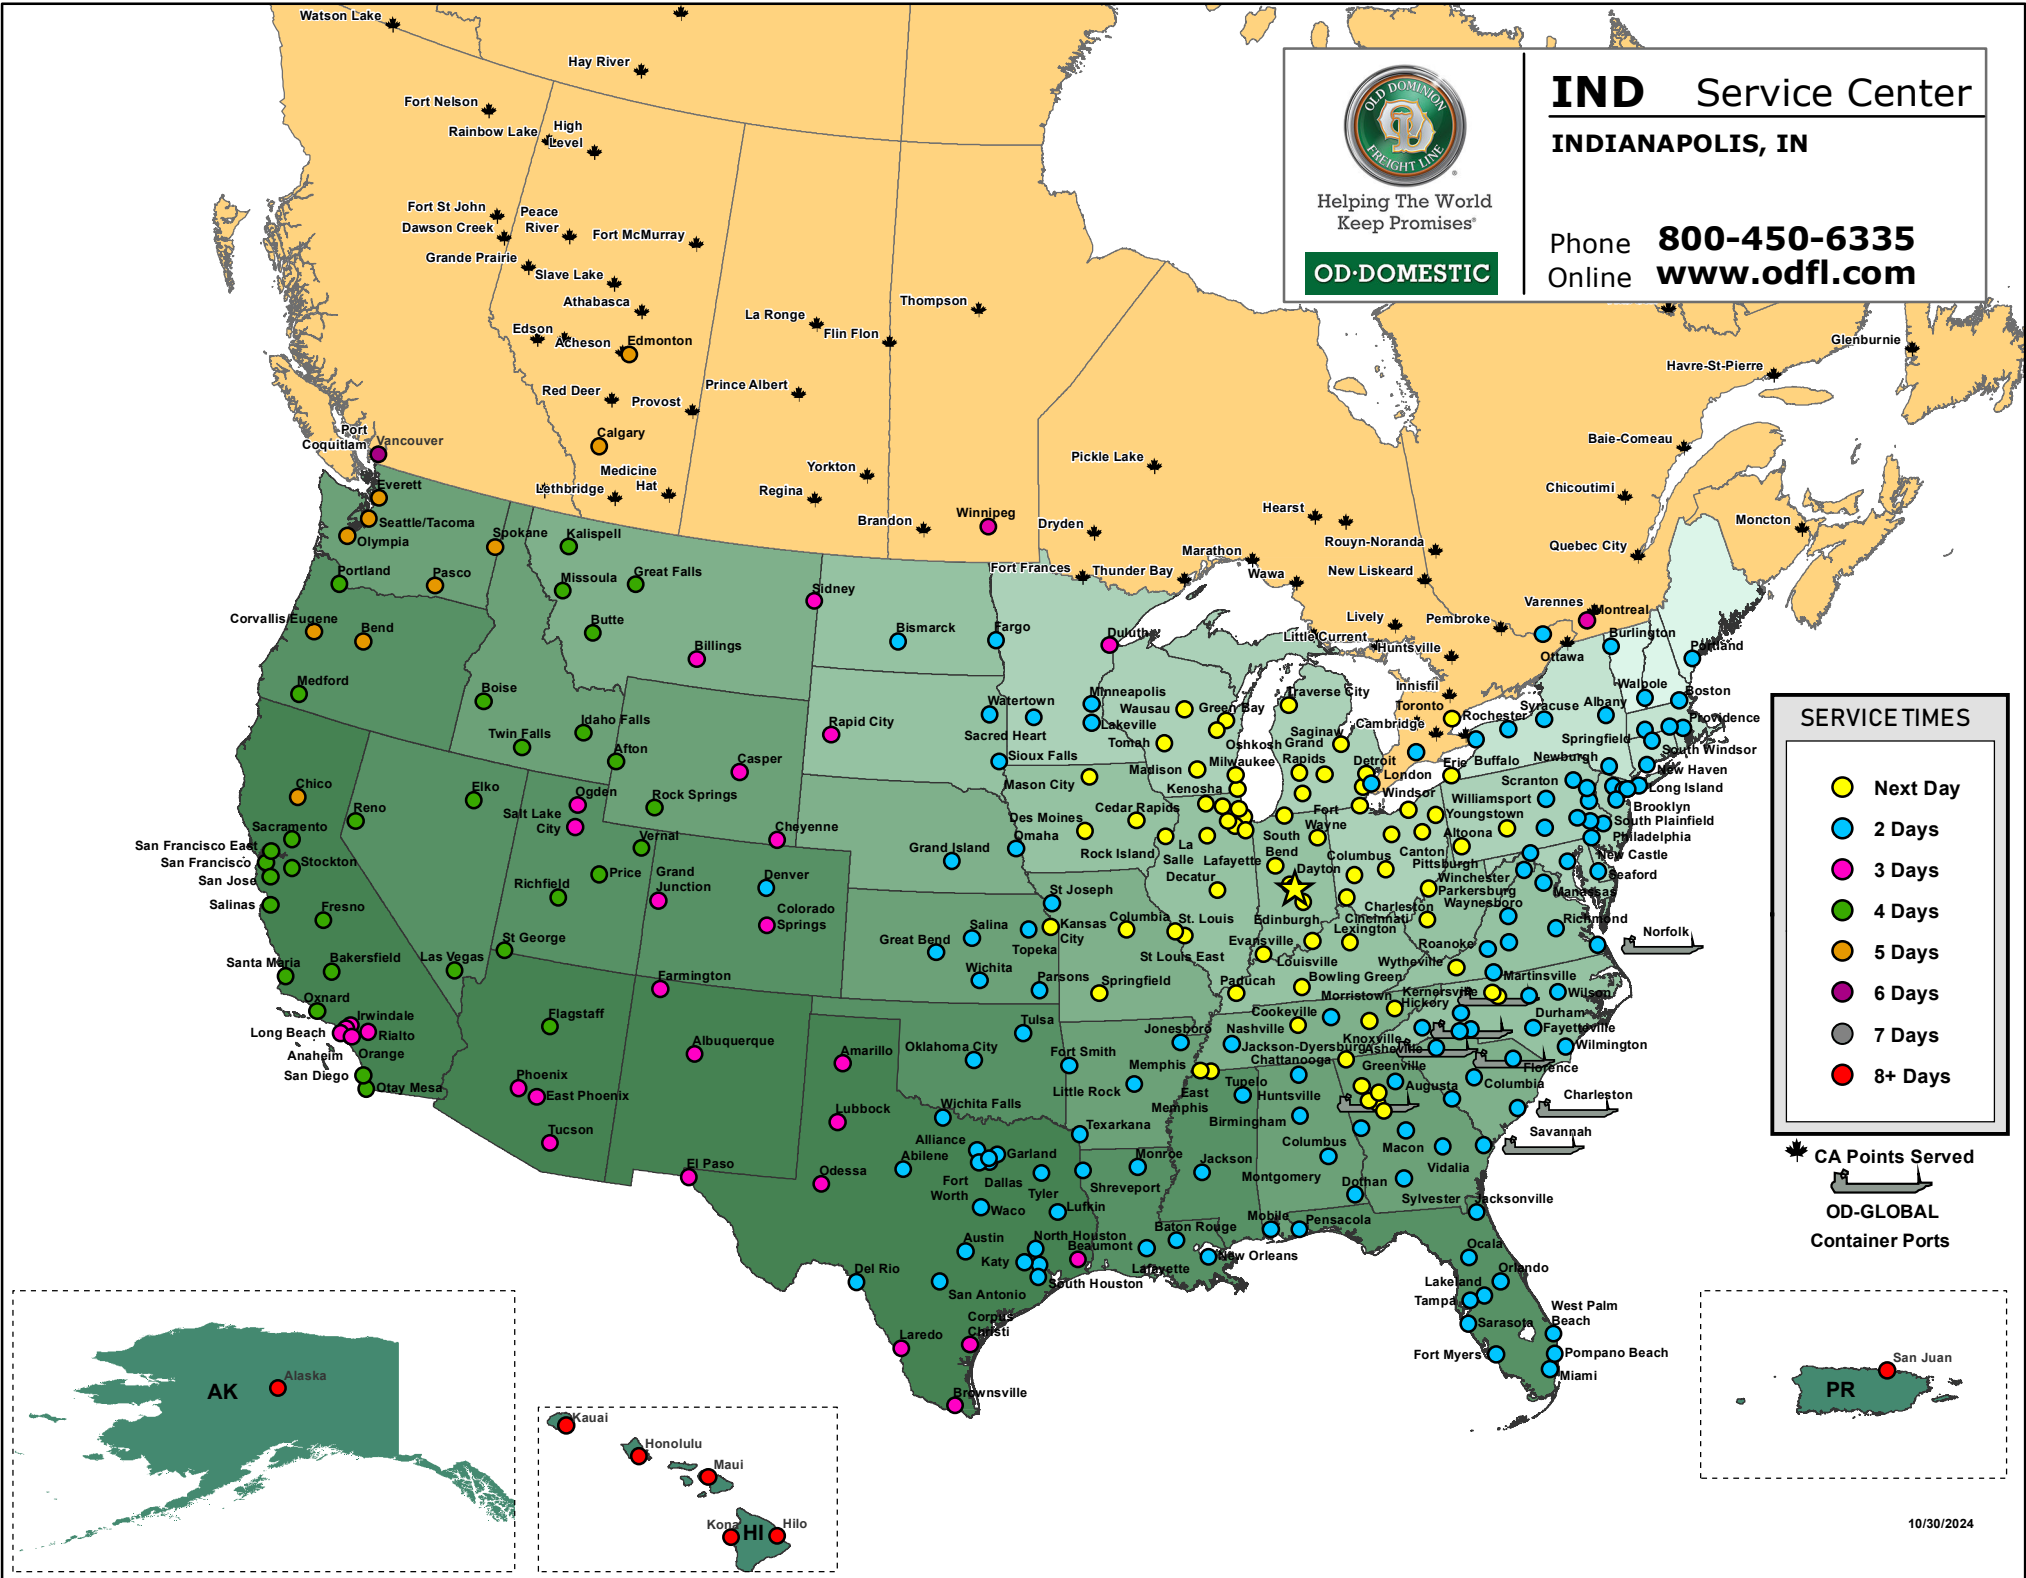 Watson Lake
Hay River
Fort Nelson
Rainbow Lake
High
Level
Fort St John
Peace
River
Dawson Creek
Fort McMurray
Grande Prairie
Slave Lake
Athabasca
Edson
Acheson
Edmonton
La Ronge
Flin Flon
Thompson
Red Deer
Provost
Prince Albert
Calgary
Port
Coquitlam
Vancouver
Medicine
Hat
Lethbridge
Yorkton
Regina
Brandon
Winnipeg
Dryden
Pickle Lake
Hearst
Marathon
Fort Frances
Thunder Bay
Wawa
Rouyn-Noranda
New Liskeard
Lively
Little Current
Pembroke
Huntsville
Varennes
Montreal
Ottawa
Innisfil
Toronto
Cambridge
London
Windsor
Glenburnie
Havre-St-Pierre
Baie-Comeau
Chicoutimi
Quebec City
Moncton
OLD DOMINION
FREIGHT LINE
Helping The World
Keep Promises®
OD·DOMESTIC
IND Service Center
INDIANAPOLIS, IN
Phone 800-450-6335
Online www.odfl.com
Everett
Seattle/Tacoma
Olympia
Spokane
Portland
Pasco
Corvallis/Eugene
Bend
Medford
Kalispell
Missoula
Great Falls
Butte
Billings
Sidney
Boise
Idaho Falls
Twin Falls
Afton
Casper
Rock Springs
Cheyenne
Rapid City
Bismarck
Fargo
Duluth
Watertown
Sacred Heart
Sioux Falls
Minneapolis
Lakeville
Wausau
Green Bay
Tomah
Oshkosh
Madison
Milwaukee
Kenosha
Traverse City
Saginaw
Grand
Rapids
Detroit
Chico
Reno
Elko
Ogden
Salt Lake
City
Vernal
Price
Richfield
St George
Sacramento
San Francisco East
San Francisco
Stockton
San Jose
Salinas
Fresno
Santa Maria
Bakersfield
Las Vegas
Oxnard
Irwindale
Long Beach
Rialto
Anaheim
Orange
San Diego
Otay Mesa
Grand
Junction
Denver
Colorado
Springs
Farmington
Flagstaff
Albuquerque
Phoenix
East Phoenix
Tucson
El Paso
Amarillo
Lubbock
Odessa
Mason City
Cedar Rapids
Des Moines
Omaha
Grand Island
Rock Island
La
Salle
Lafayette
Decatur
South
Bend
Fort
Wayne
St Joseph
Kansas
City
Topeka
Salina
Great Bend
Wichita
Parsons
Columbia
St. Louis
St Louis East
Springfield
Edinburgh
Evansville
Louisville
Paducah
Bowling Green
Dayton
Columbus
Cincinnati
Lexington
Canton
Youngstown
Pittsburgh
Altoona
Erie
Buffalo
Rochester
Syracuse
Albany
Burlington
Portland
Walpole
Boston
Providence
Springfield
South Windsor
Newburgh
New Haven
Long Island
Scranton
Brooklyn
Williamsport
South Plainfield
Philadelphia
New Castle
Seaford
Manassas
Winchester
Parkersburg
Waynesboro
Charleston
Richmond
Norfolk
Roanoke
Wytheville
Martinsville
Kernersville
Wilson
Durham
Fayetteville
Wilmington
Morristown
Hickory
Cookeville
Knoxville
Asheville
Nashville
Jackson-Dyersburg
Chattanooga
Greenville
Florence
Columbia
Augusta
Charleston
Savannah
Jonesboro
Memphis
East
Memphis
Tupelo
Huntsville
Birmingham
Tulsa
Oklahoma City
Fort Smith
Little Rock
Wichita Falls
Texarkana
Alliance
Abilene
Garland
Fort
Worth
Dallas
Tyler
Monroe
Shreveport
Jackson
Waco
Lufkin
Austin
North Houston
Beaumont
Katy
South Houston
Del Rio
San Antonio
Corpus
Christi
Laredo
Brownsville
Baton Rouge
Lafayette
New Orleans
Mobile
Pensacola
Columbus
Montgomery
Dothan
Macon
Vidalia
Sylvester
Jacksonville
Ocala
Orlando
Lakeland
Tampa
Sarasota
Fort Myers
West Palm
Beach
Pompano Beach
Miami
SERVICE TIMES
Next Day
2 Days
3 Days
4 Days
5 Days
6 Days
7 Days
8+ Days
CA Points Served
OD-GLOBAL
Container Ports
AK
Alaska
Kauai
Honolulu
Maui
Kona
HI
Hilo
San Juan
PR
10/30/2024